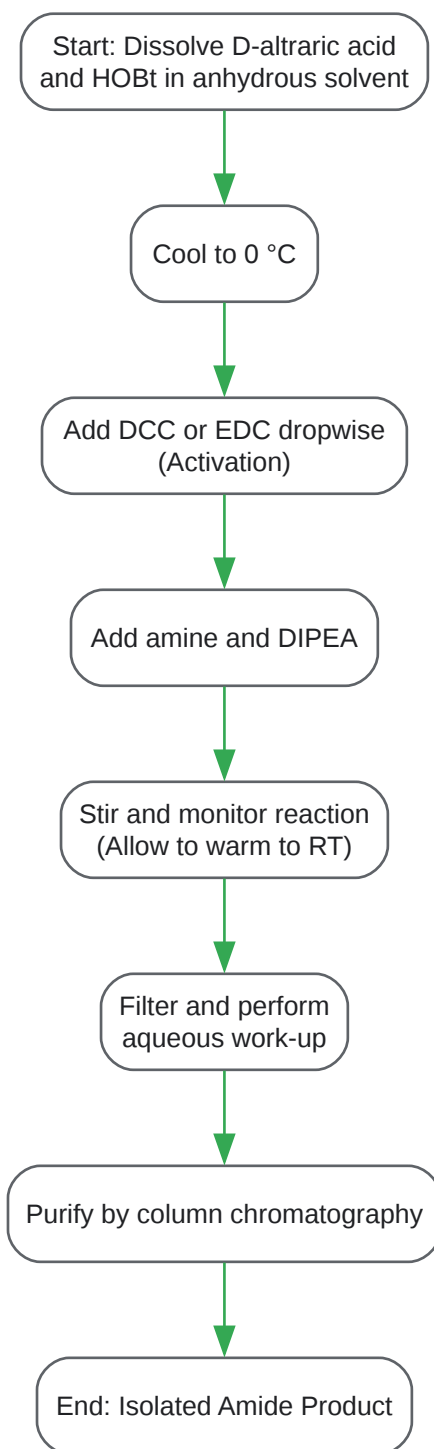 Start: Dissolve D-altraric acid
and HOBt in anhydrous solvent
Cool to 0 °C
Add DCC or EDC dropwise
(Activation)
Add amine and DIPEA
Stir and monitor reaction
(Allow to warm to RT)
Filter and perform
aqueous work-up
Purify by column chromatography
End: Isolated Amide Product